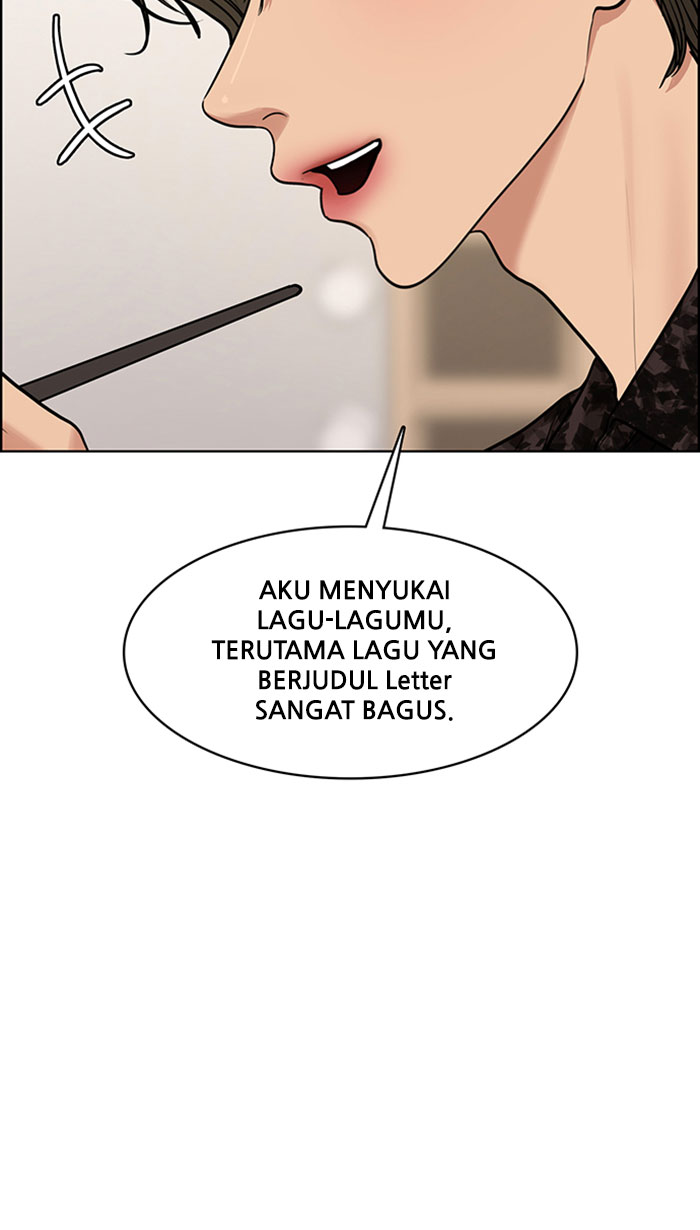 AKU MENYUKAI
LAGU-LAGUMU,
TERUTAMA LAGU YANG
BERJUDUL Letter
SANGAT BAGUS.